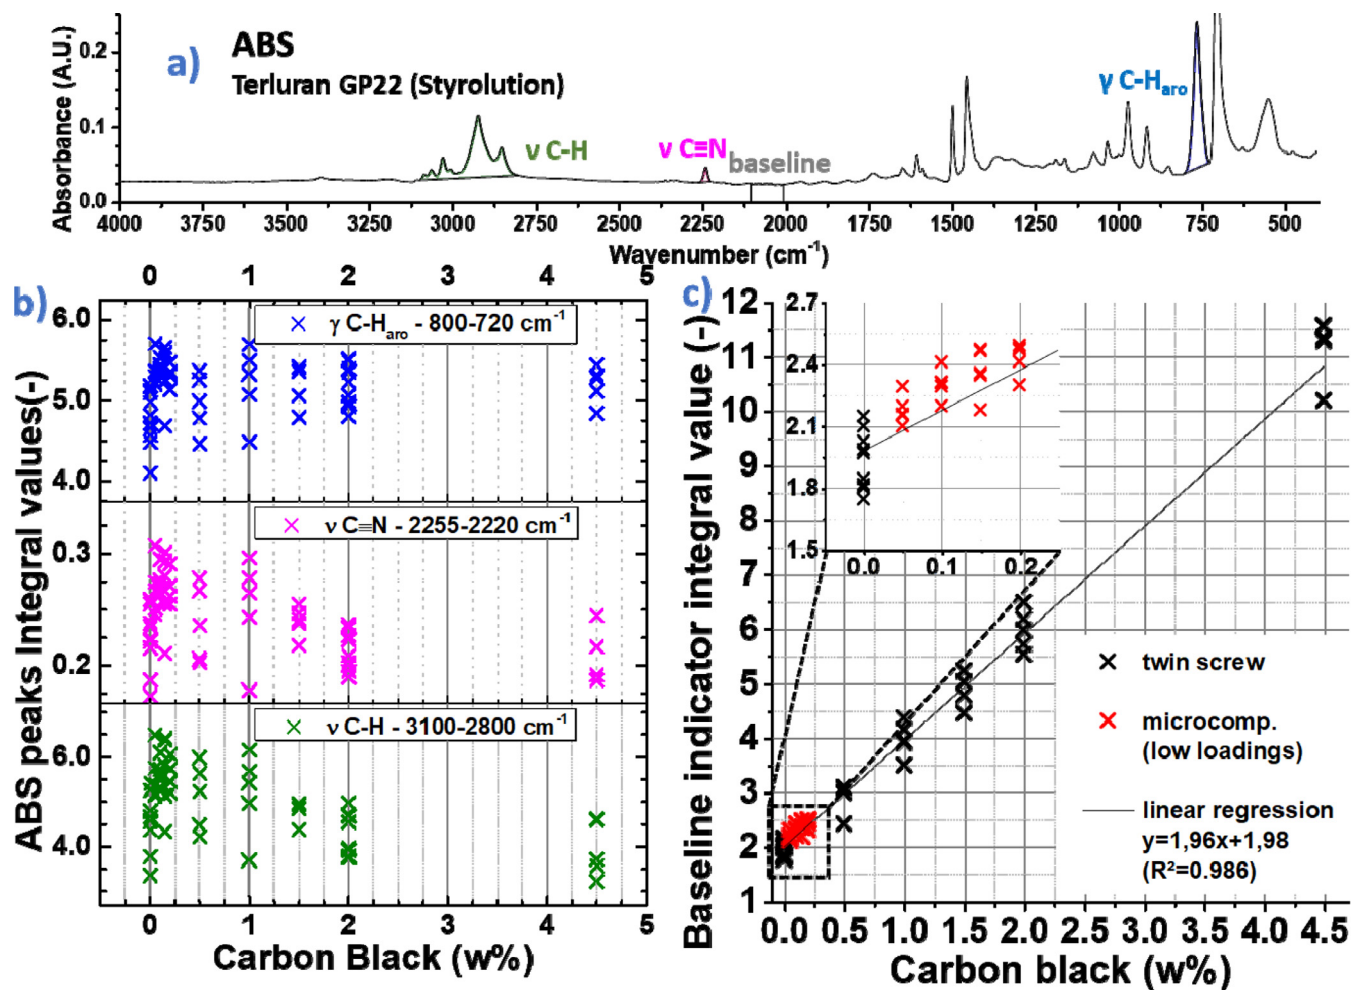 a)
ABS
Terluran GP22 (Styrolution)
Absorbance (A.U.)
0.2
0.1
0.0
ν C-H
ν C≡N
baseline
γ C-Haro
4000 3750 3500 3250 3000 2750 2500 2250 2000 1750 1500 1250 1000 750 500
Wavenumber (cm-1)
b)
0 1 2 3 4 5
ABS peaks Integral values(-)
6.0
5.0
4.0
γ C-Haro - 800-720 cm-1
0.3
0.2
ν C≡N - 2255-2220 cm-1
6.0
4.0
ν C-H - 3100-2800 cm-1
0 1 2 3 4 5
Carbon Black (w%)
c)
Baseline indicator integral value (-)
12
11
10
9
8
7
6
5
4
3
2
1
2.7
2.4
2.1
1.8
1.5
0.0 0.1 0.2
twin screw
microcomp.
(low loadings)
linear regression
y=1,96x+1,98
(R²=0.986)
0.0 0.5 1.0 1.5 2.0 2.5 3.0 3.5 4.0 4.5
Carbon black (w%)